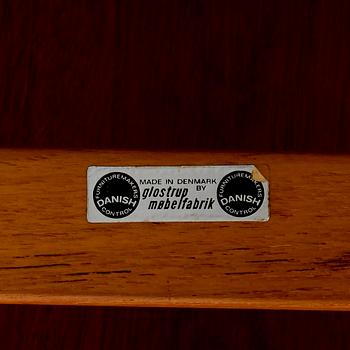 FURNITUREMAKERS
DANISH
CONTROL
MADE IN DENMARK
BY
glostrup
møbelfabrik
FURNITUREMAKERS
DANISH
CONTROL